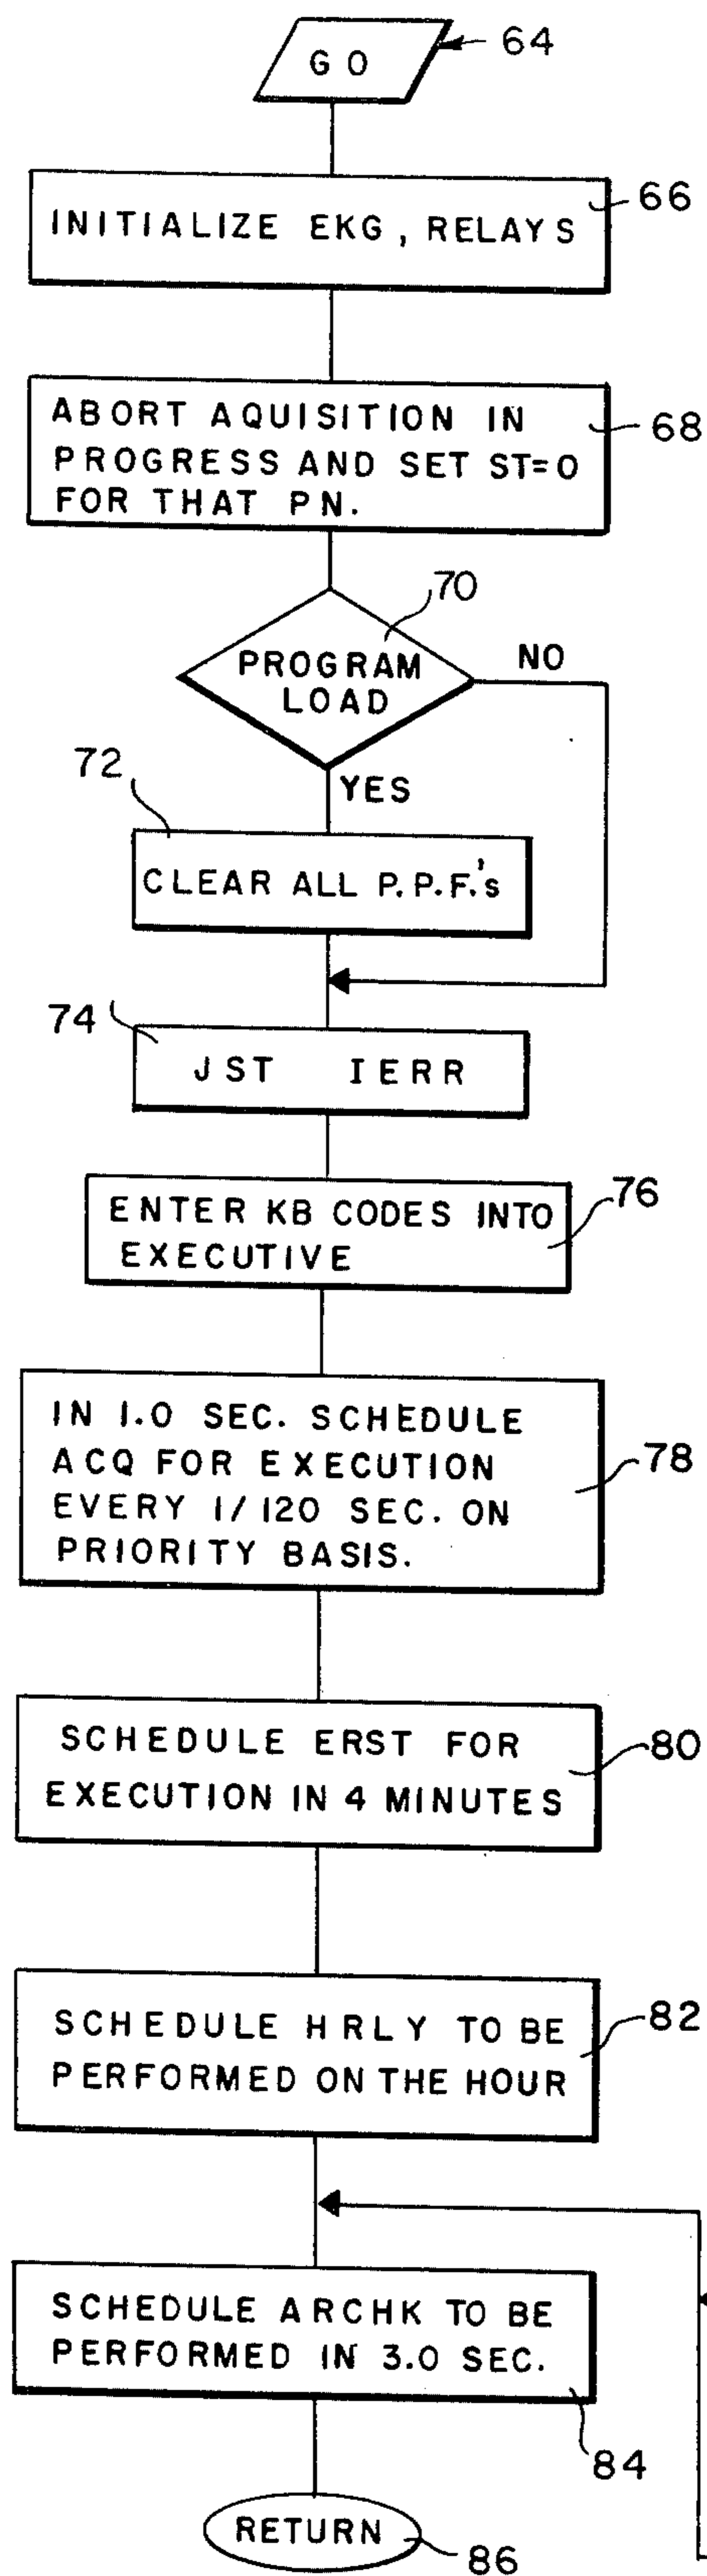 GO
64
INITIALIZE EKG, RELAYS
66
ABORT AQUISITION IN
PROGRESS AND SET ST=0
FOR THAT PN.
68
70
PROGRAM
LOAD
NO
YES
72
CLEAR ALL P.P.F.'s
74
JST IERR
ENTER KB CODES INTO
EXECUTIVE
76
IN 1.0 SEC. SCHEDULE
ACQ FOR EXECUTION
EVERY 1/120 SEC. ON
PRIORITY BASIS.
78
SCHEDULE ERST FOR
EXECUTION IN 4 MINUTES
80
SCHEDULE HRLY TO BE
PERFORMED ON THE HOUR
82
SCHEDULE ARCHK TO BE
PERFORMED IN 3.0 SEC.
84
RETURN
86